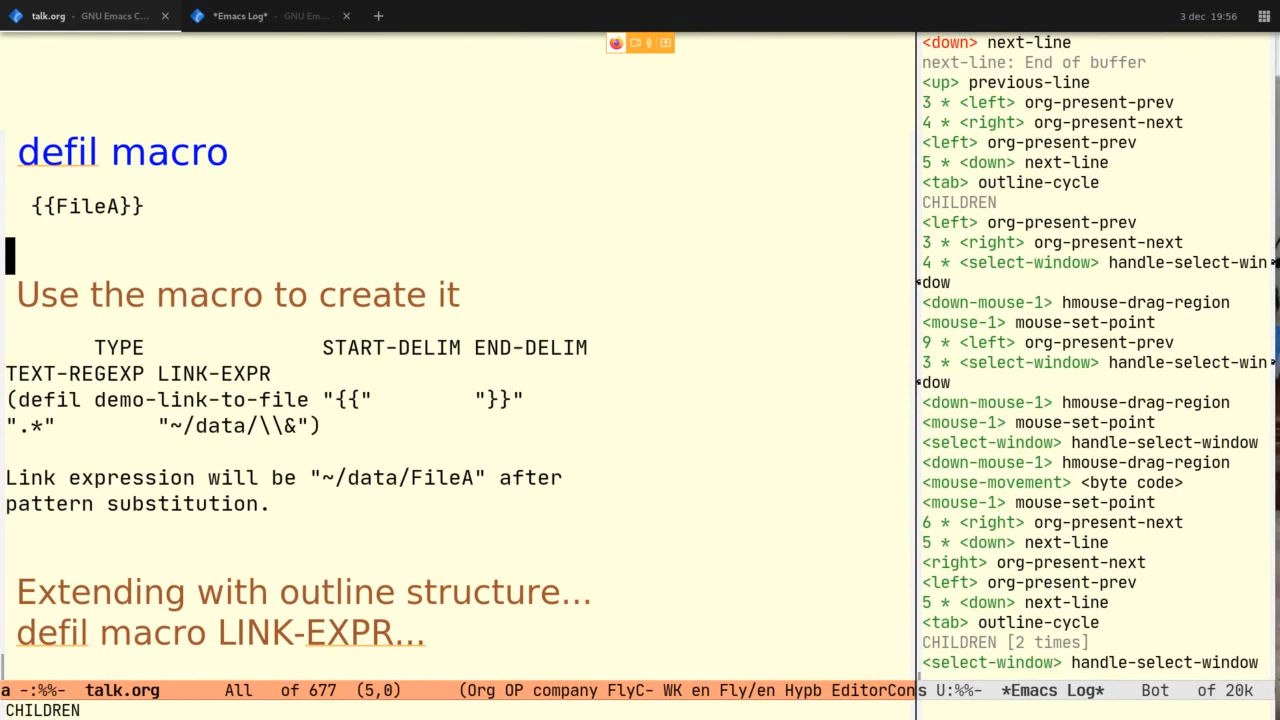 talk.org - GNU Emacs C...
*Emacs Log* - GNU Em...
3 dec 19:56
defil macro
{{FileA}}
Use the macro to create it
TYPE START-DELIM END-DELIM
TEXT-REGEXP LINK-EXPR
(defil demo-link-to-file "{{" "}}"
".*" "~/data/\\&")
Link expression will be "~/data/FileA" after
pattern substitution.
Extending with outline structure...
defil macro LINK-EXPR...
a -:%%- talk.org All of 677 (5,0) (Org OP company FlyC- WK en Fly/en Hypb EditorCon
CHILDREN
<down> next-line
next-line: End of buffer
<up> previous-line
3 * <left> org-present-prev
4 * <right> org-present-next
<left> org-present-prev
5 * <down> next-line
<tab> outline-cycle
CHILDREN
<left> org-present-prev
3 * <right> org-present-next
4 * <select-window> handle-select-win
dow
<down-mouse-1> hmouse-drag-region
<mouse-1> mouse-set-point
9 * <left> org-present-prev
3 * <select-window> handle-select-win
dow
<down-mouse-1> hmouse-drag-region
<mouse-1> mouse-set-point
<select-window> handle-select-window
<down-mouse-1> hmouse-drag-region
<mouse-movement> <byte code>
<mouse-1> mouse-set-point
6 * <right> org-present-next
5 * <down> next-line
<right> org-present-next
<left> org-present-prev
5 * <down> next-line
<tab> outline-cycle
CHILDREN [2 times]
<select-window> handle-select-window
s U:%%- *Emacs Log* Bot of 20k